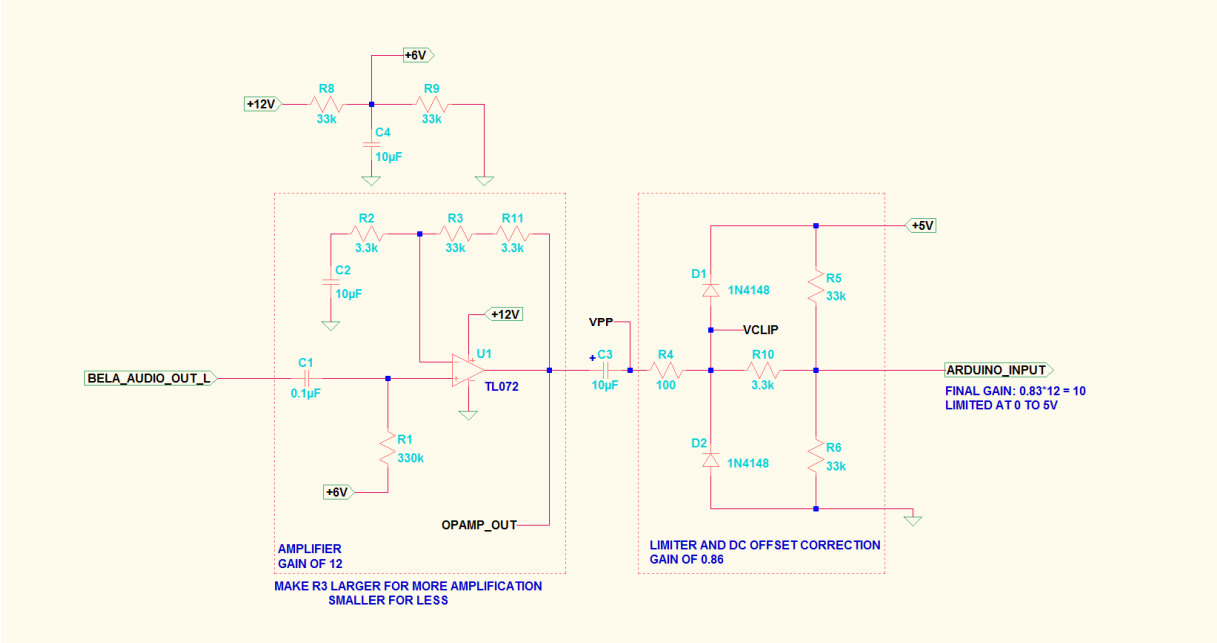 +6V
+12V
R8
33k
R9
33k
C4
10µF
R2
3.3k
R3
33k
R11
3.3k
C2
10µF
+12V
U1
TL072
C1
0.1µF
BELA_AUDIO_OUT_L
R1
330k
+6V
OPAMP_OUT
AMPLIFIER
GAIN OF 12
MAKE R3 LARGER FOR MORE AMPLIFICATION
SMALLER FOR LESS
VPP
+
C3
10µF
R4
100
D1
1N4148
VCLIP
R10
3.3k
D2
1N4148
+5V
R5
33k
R6
33k
LIMITER AND DC OFFSET CORRECTION
GAIN OF 0.86
ARDUINO_INPUT
FINAL GAIN: 0.83*12 = 10
LIMITED AT 0 TO 5V